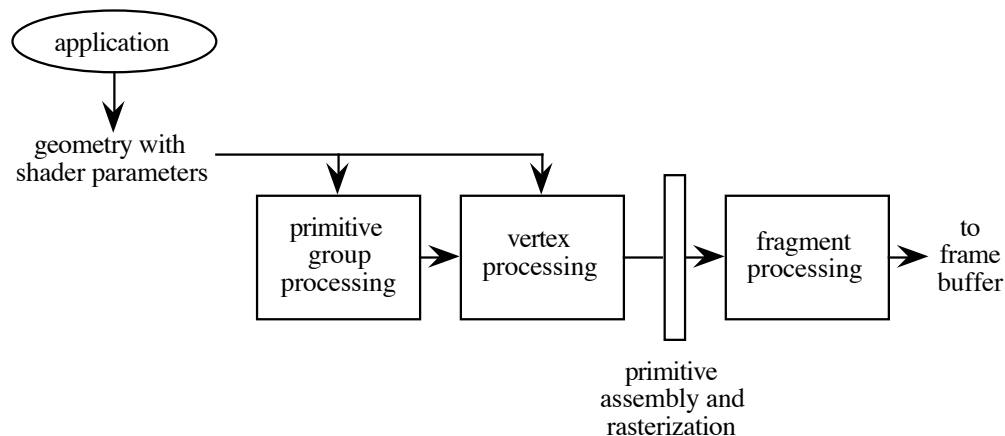 application
geometry with
shader parameters
primitive
group
processing
vertex
processing
primitive
assembly and
rasterization
fragment
processing
to
frame
buffer